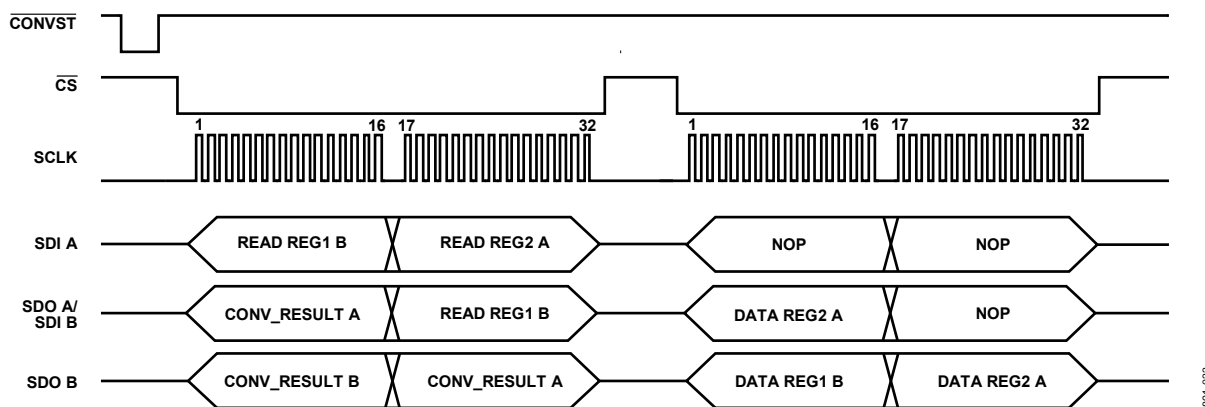 CONVST
CS
1 16 17 32 1 16 17 32
SCLK
SDI A READ REG1 B READ REG2 A NOP NOP
SDO A/
SDI B CONV_RESULT A READ REG1 B DATA REG2 A NOP
SDO B CONV_RESULT B CONV_RESULT A DATA REG1 B DATA REG2 A